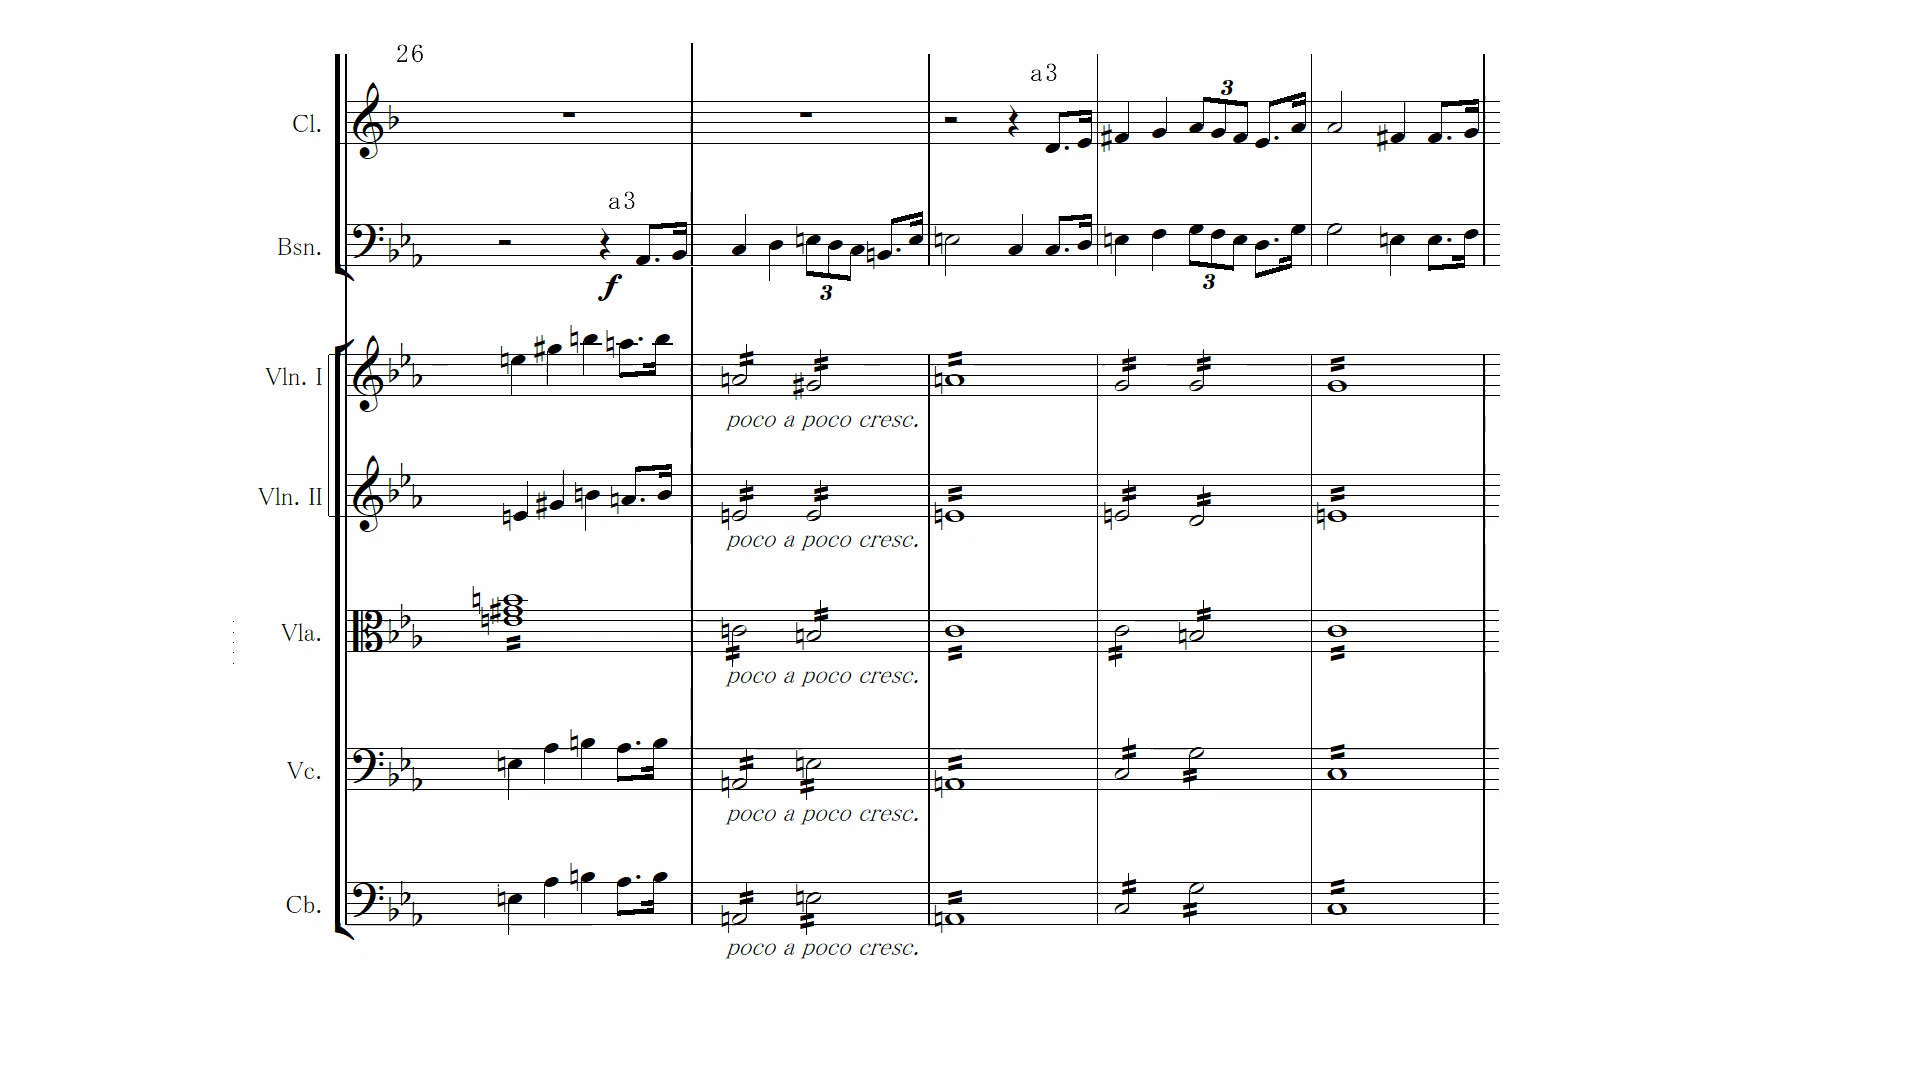 26
a3
Cl.
3
a3
Bsn.
f
3
3
Vln. I
poco a poco cresc.
Vln. II
poco a poco cresc.
Vla.
poco a poco cresc.
Vc.
poco a poco cresc.
Cb.
poco a poco cresc.